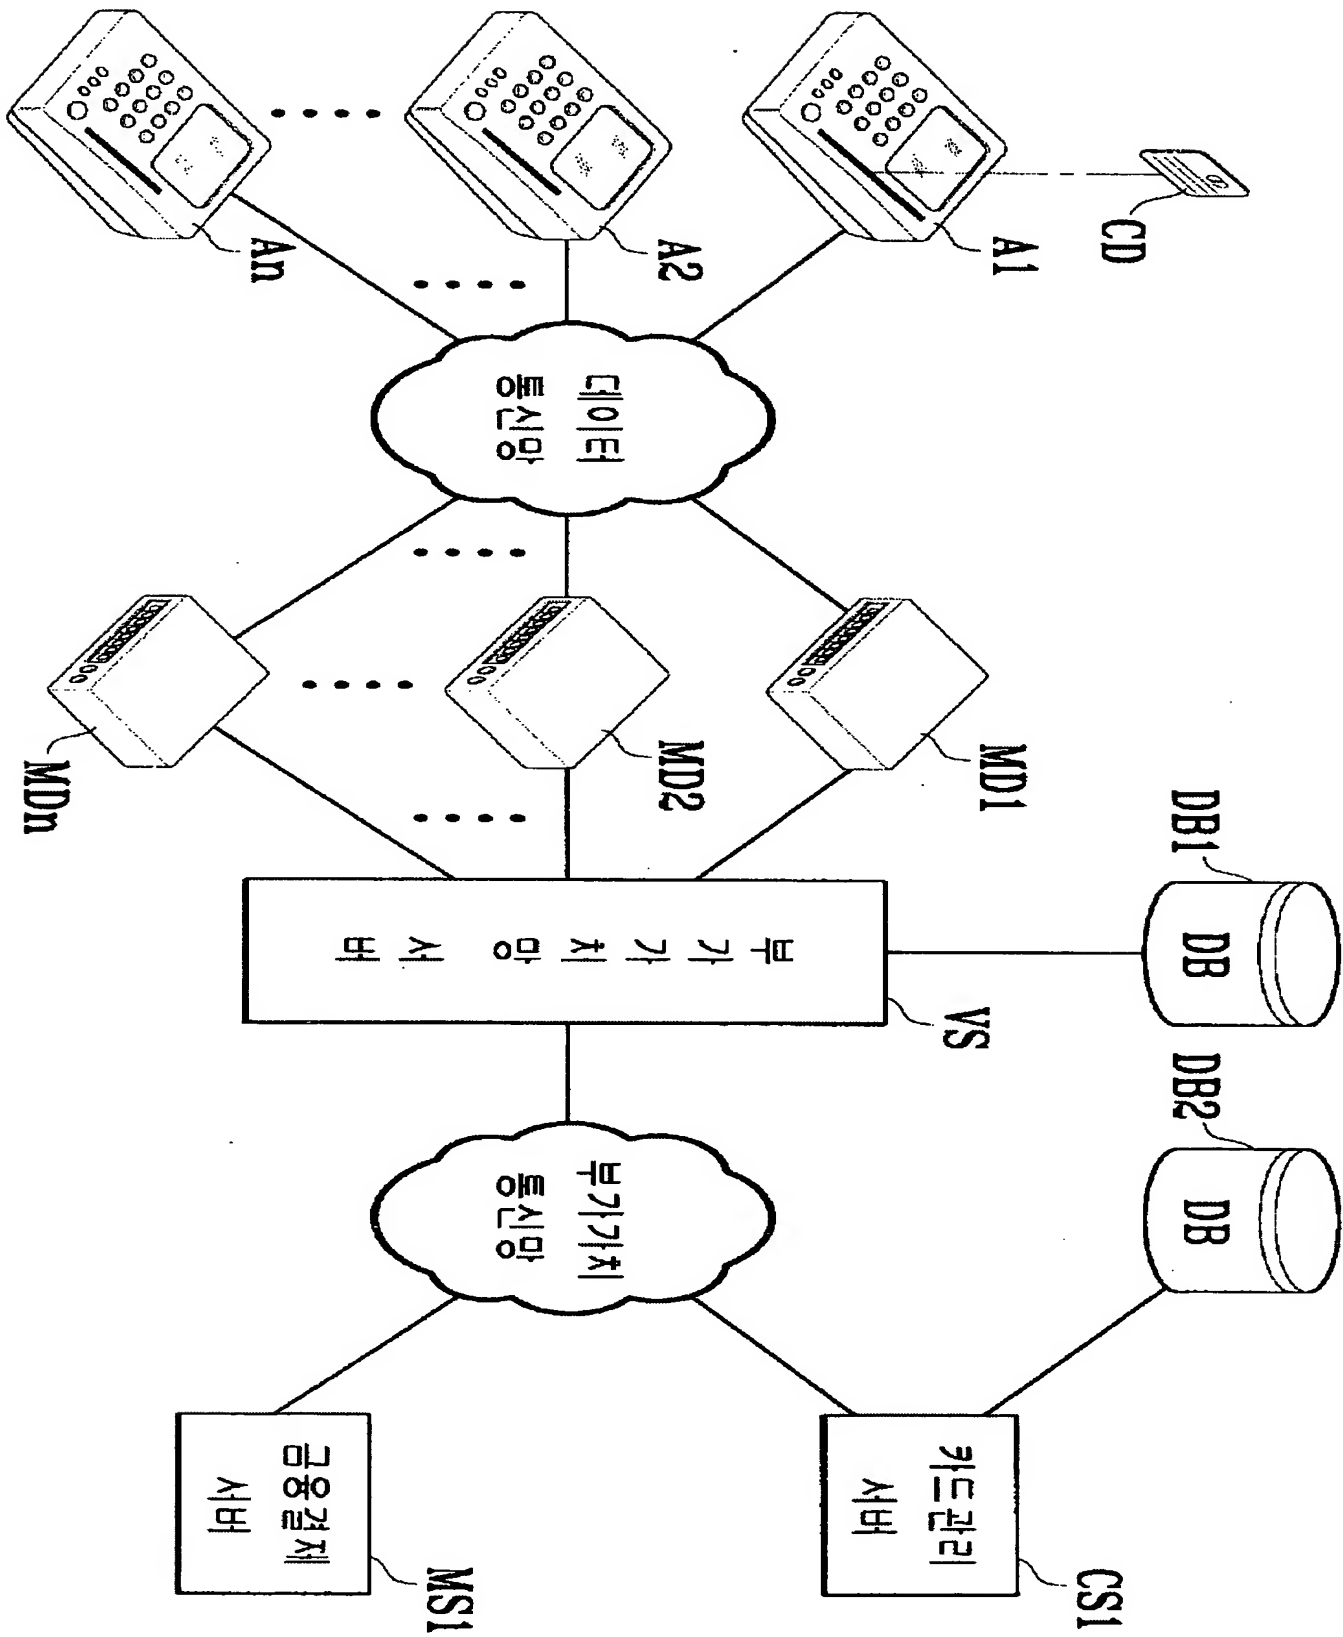 CD
A1
A2
An
데이터
통신망
MD1
MD2
MDn
DB1
DB
부가가치망 서버
VS
DB2
DB
부가가치
통신망
카드관리
서버
CS1
금융결제
서버
MS1